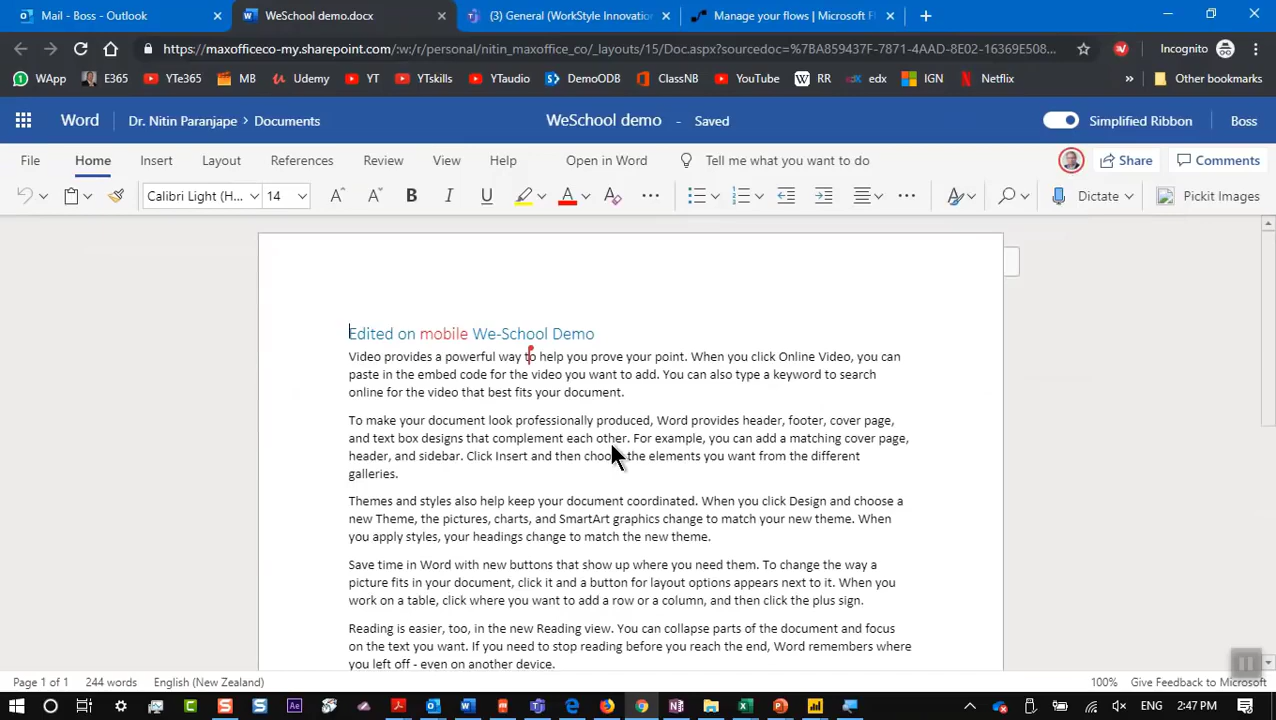 Mail - Boss - Outlook
WeSchool demo.docx
(3) General (WorkStyle Innovation
Manage your flows | Microsoft F
https://maxofficeco-my.sharepoint.com/:w:/r/personal/nitin_maxoffice_co/_layouts/15/Doc.aspx?sourcedoc=%7BA859437F-7871-4AAD-8E02-16369E508...
Incognito
WApp
E365
YTe365
MB
Udemy
YT
YTskills
YTaudio
DemoODB
ClassNB
YouTube
RR
edx
IGN
Netflix
»
Other bookmarks
Word
Dr. Nitin Paranjape > Documents
WeSchool demo - Saved
Simplified Ribbon
Boss
File
Home
Insert
Layout
References
Review
View
Help
Open in Word
Tell me what you want to do
Share
Comments
Calibri Light (H...
14
B
I
U
Dictate
Pickit Images
Edited on mobile We-School Demo
Video provides a powerful way to help you prove your point. When you click Online Video, you can
paste in the embed code for the video you want to add. You can also type a keyword to search
online for the video that best fits your document.
To make your document look professionally produced, Word provides header, footer, cover page,
and text box designs that complement each other. For example, you can add a matching cover page,
header, and sidebar. Click Insert and then choose the elements you want from the different
galleries.
Themes and styles also help keep your document coordinated. When you click Design and choose a
new Theme, the pictures, charts, and SmartArt graphics change to match your new theme. When
you apply styles, your headings change to match the new theme.
Save time in Word with new buttons that show up where you need them. To change the way a
picture fits in your document, click it and a button for layout options appears next to it. When you
work on a table, click where you want to add a row or a column, and then click the plus sign.
Reading is easier, too, in the new Reading view. You can collapse parts of the document and focus
on the text you want. If you need to stop reading before you reach the end, Word remembers where
you left off - even on another device.
Page 1 of 1
244 words
English (New Zealand)
100%
Give Feedback to Microsoft
ENG
2:47 PM